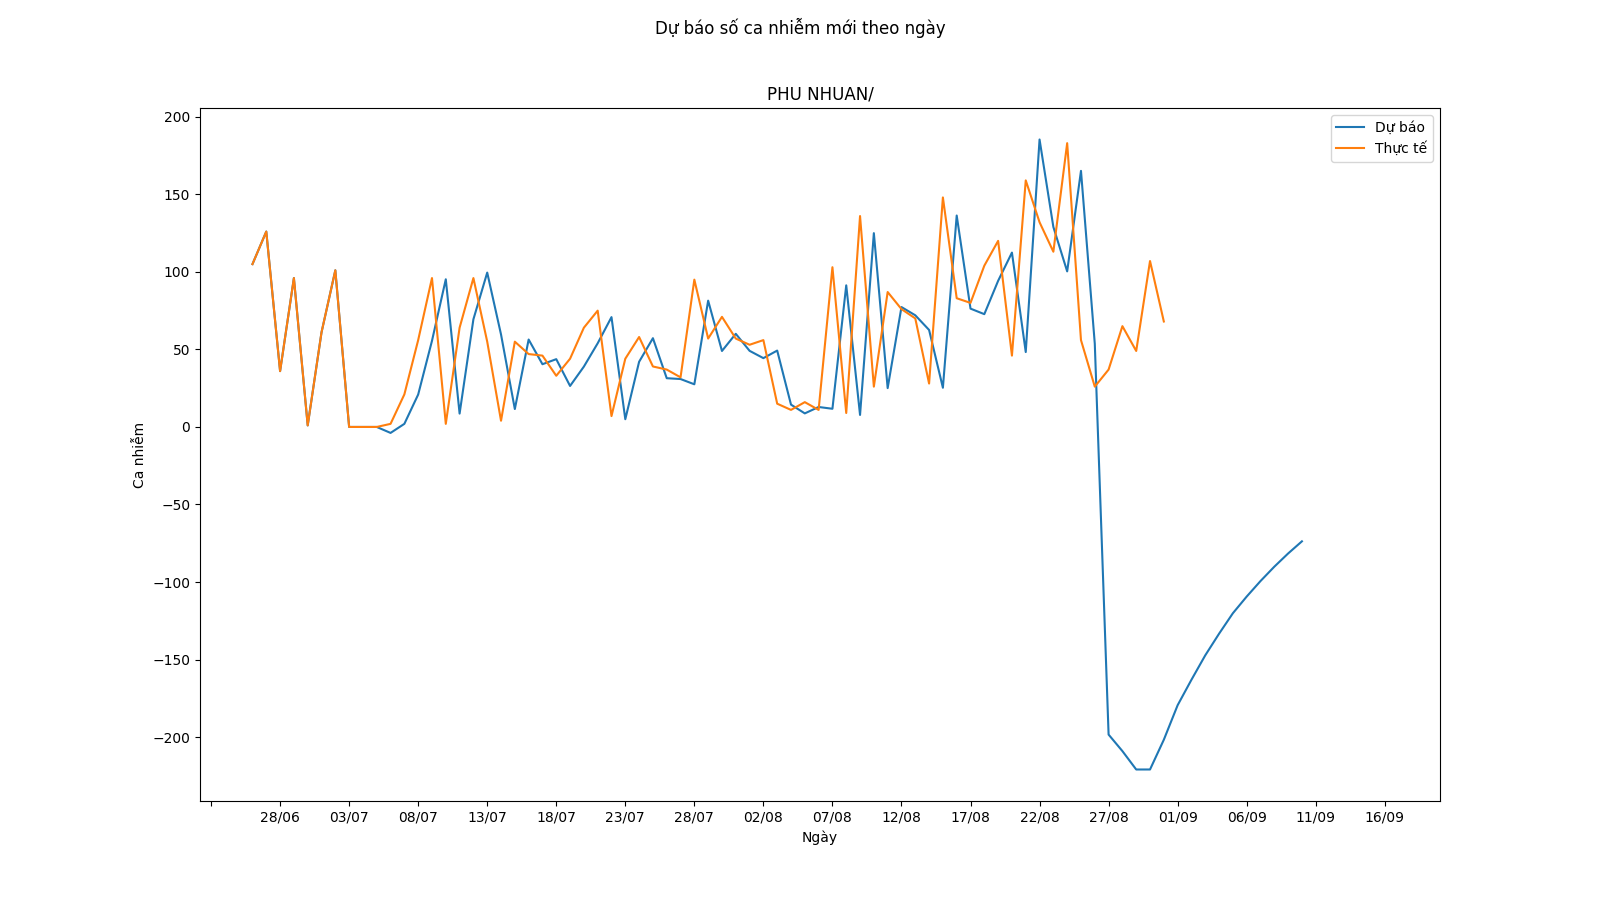 Dự báo số ca nhiễm mới theo ngày
PHU NHUAN/
Dự báo
Thực tế
200
150
100
50
0
−50
−100
−150
−200
Ca nhiễm
28/06 03/07 08/07 13/07 18/07 23/07 28/07 02/08 07/08 12/08 17/08 22/08 27/08 01/09 06/09 11/09 16/09
Ngày